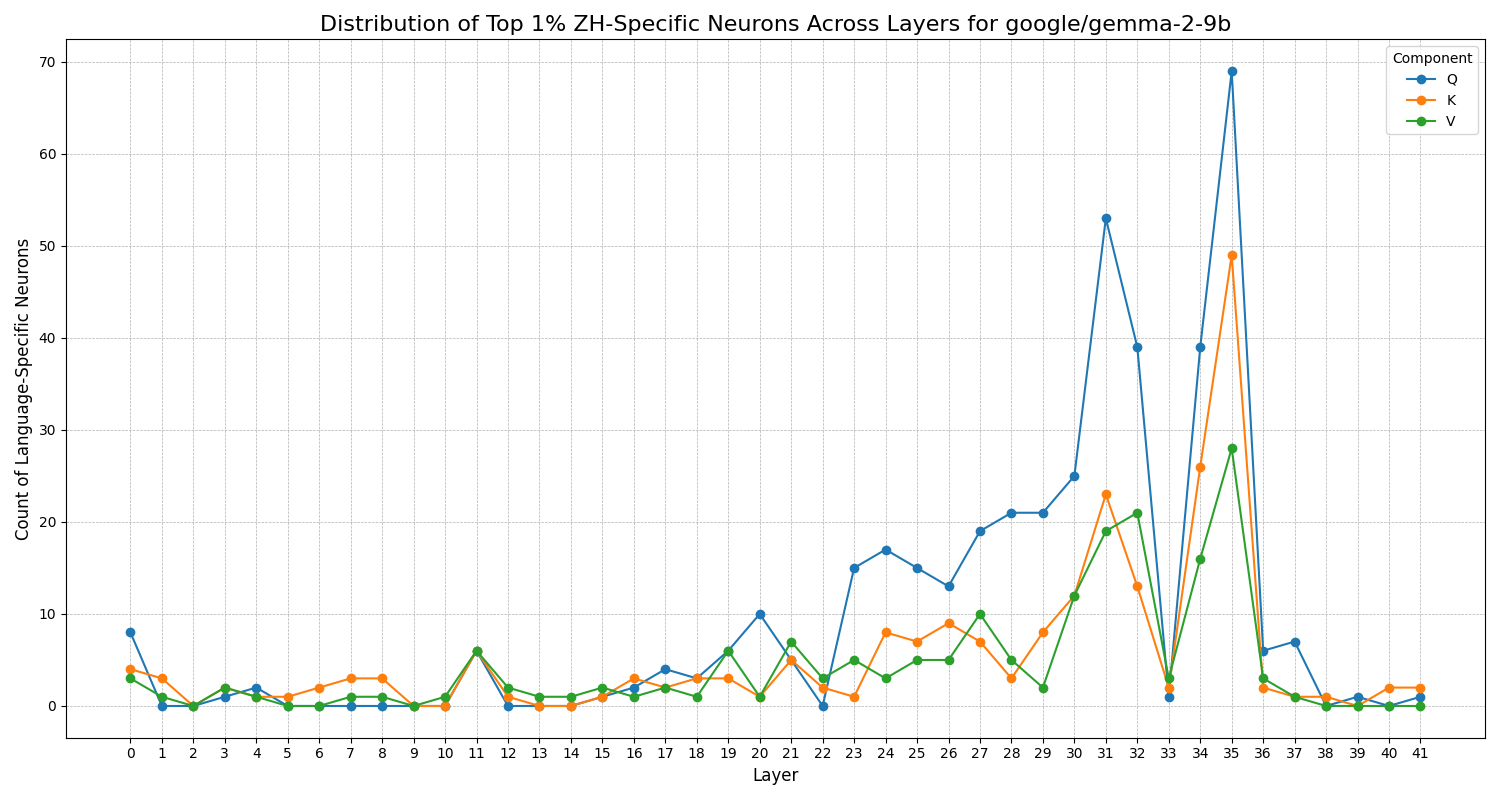 Distribution of Top 1% ZH-Specific Neurons Across Layers for google/gemma-2-9b
Component
Q
K
V
Count of Language-Specific Neurons
70
60
50
40
30
20
10
0
0 1 2 3 4 5 6 7 8 9 10 11 12 13 14 15 16 17 18 19 20 21 22 23 24 25 26 27 28 29 30 31 32 33 34 35 36 37 38 39 40 41
Layer